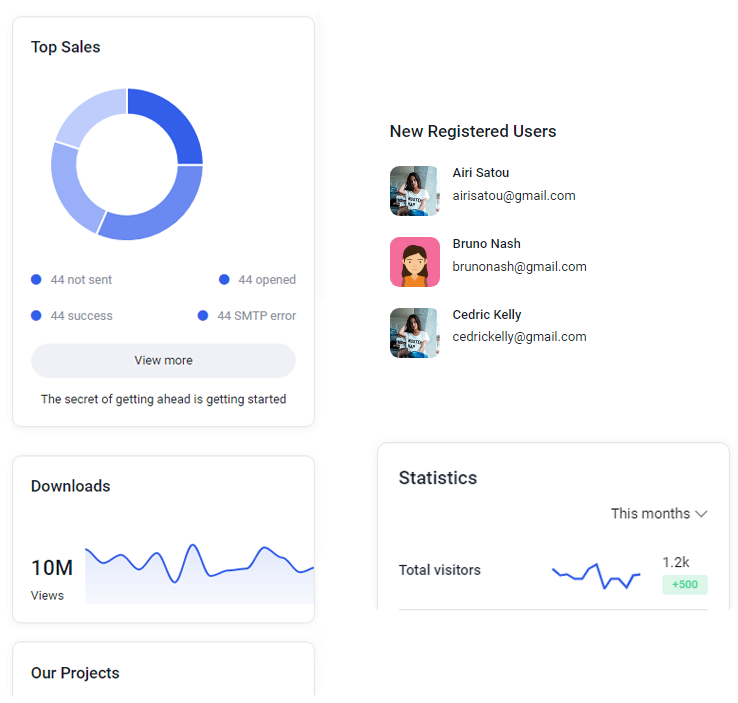 Top Sales
44 not sent
44 opened
44 success
44 SMTP error
View more
The secret of getting ahead is getting started
Downloads
10M
Views
Our Projects
New Registered Users
Airi Satou
airisatou@gmail.com
Bruno Nash
brunonash@gmail.com
Cedric Kelly
cedrickelly@gmail.com
Statistics
This months
Total visitors
1.2k
+500